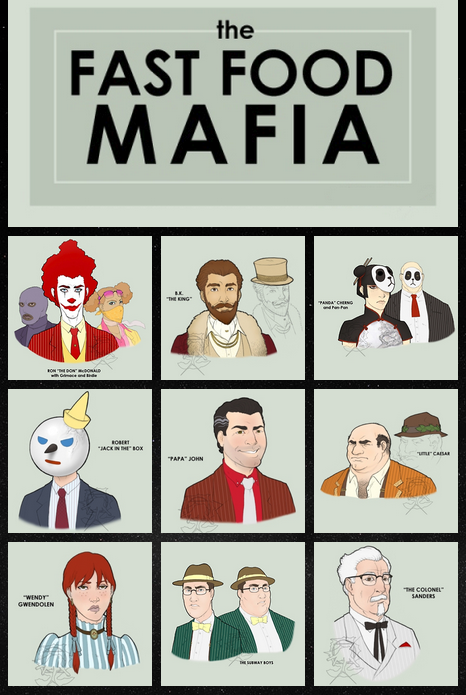 the
FAST FOOD
MAFIA
RON "THE DON" McDONALD
with Grimace and Birdie
B.K.
"THE KING"
"PANDA" CHERNG
and Pan-Pan
ROBERT
"JACK IN THE" BOX
"PAPA" JOHN
"LITTLE" CAESAR
"WENDY"
GWENDOLEN
THE SUBWAY BOYS
"THE COLONEL"
SANDERS